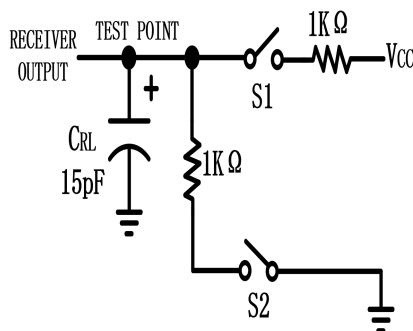 RECEIVER
OUTPUT
TEST POINT
1KΩ
VCC
S1
+
CRL
15pF
1KΩ
S2